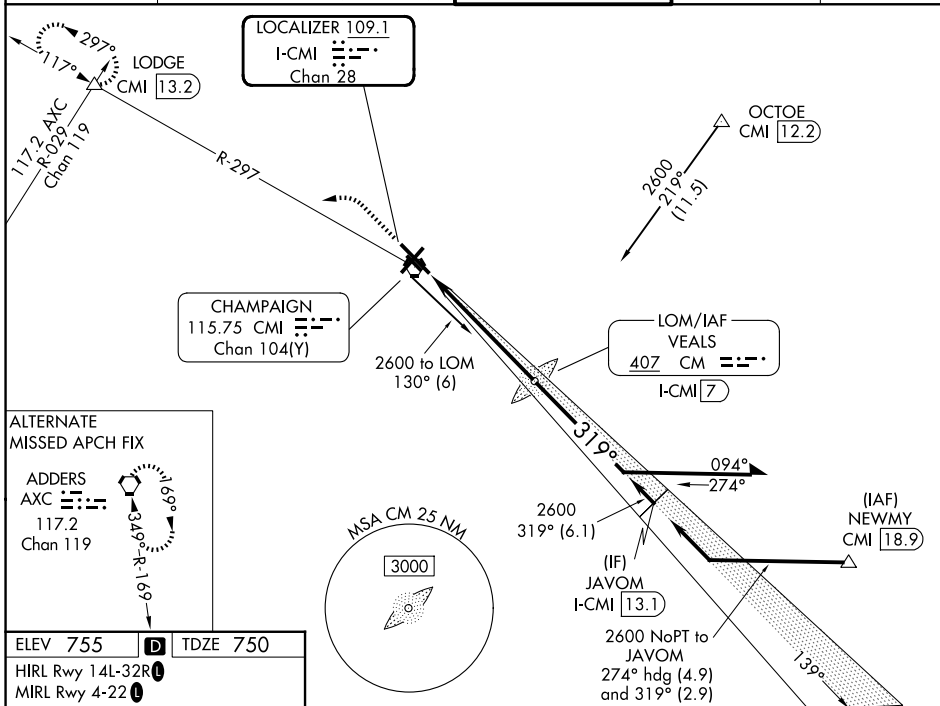 LOCALIZER 109.1
I-CMI
Chan 28
297°
117°
LODGE
CMI 13.2
117.2 AXC
R-029
Chan 119
R-297
OCTOE
CMI 12.2
2600
219°
(11.5)
CHAMPAIGN
115.75 CMI
Chan 104(Y)
2600 to LOM
130° (6)
LOM/IAF
VEALS
407 CM
I-CMI 7
319°
094°
274°
2600
319° (6.1)
(IF)
JAVOM
I-CMI 13.1
(IAF)
NEWMY
CMI 18.9
2600 NoPT to
JAVOM
274° hdg (4.9)
and 319° (2.9)
139°
ALTERNATE
MISSED APCH FIX
ADDERS
AXC
117.2
Chan 119
169°
349°
R-169
MSA CM 25 NM
3000
ELEV 755 D TDZE 750
HIRL Rwy 14L-32R L
MIRL Rwy 4-22 L